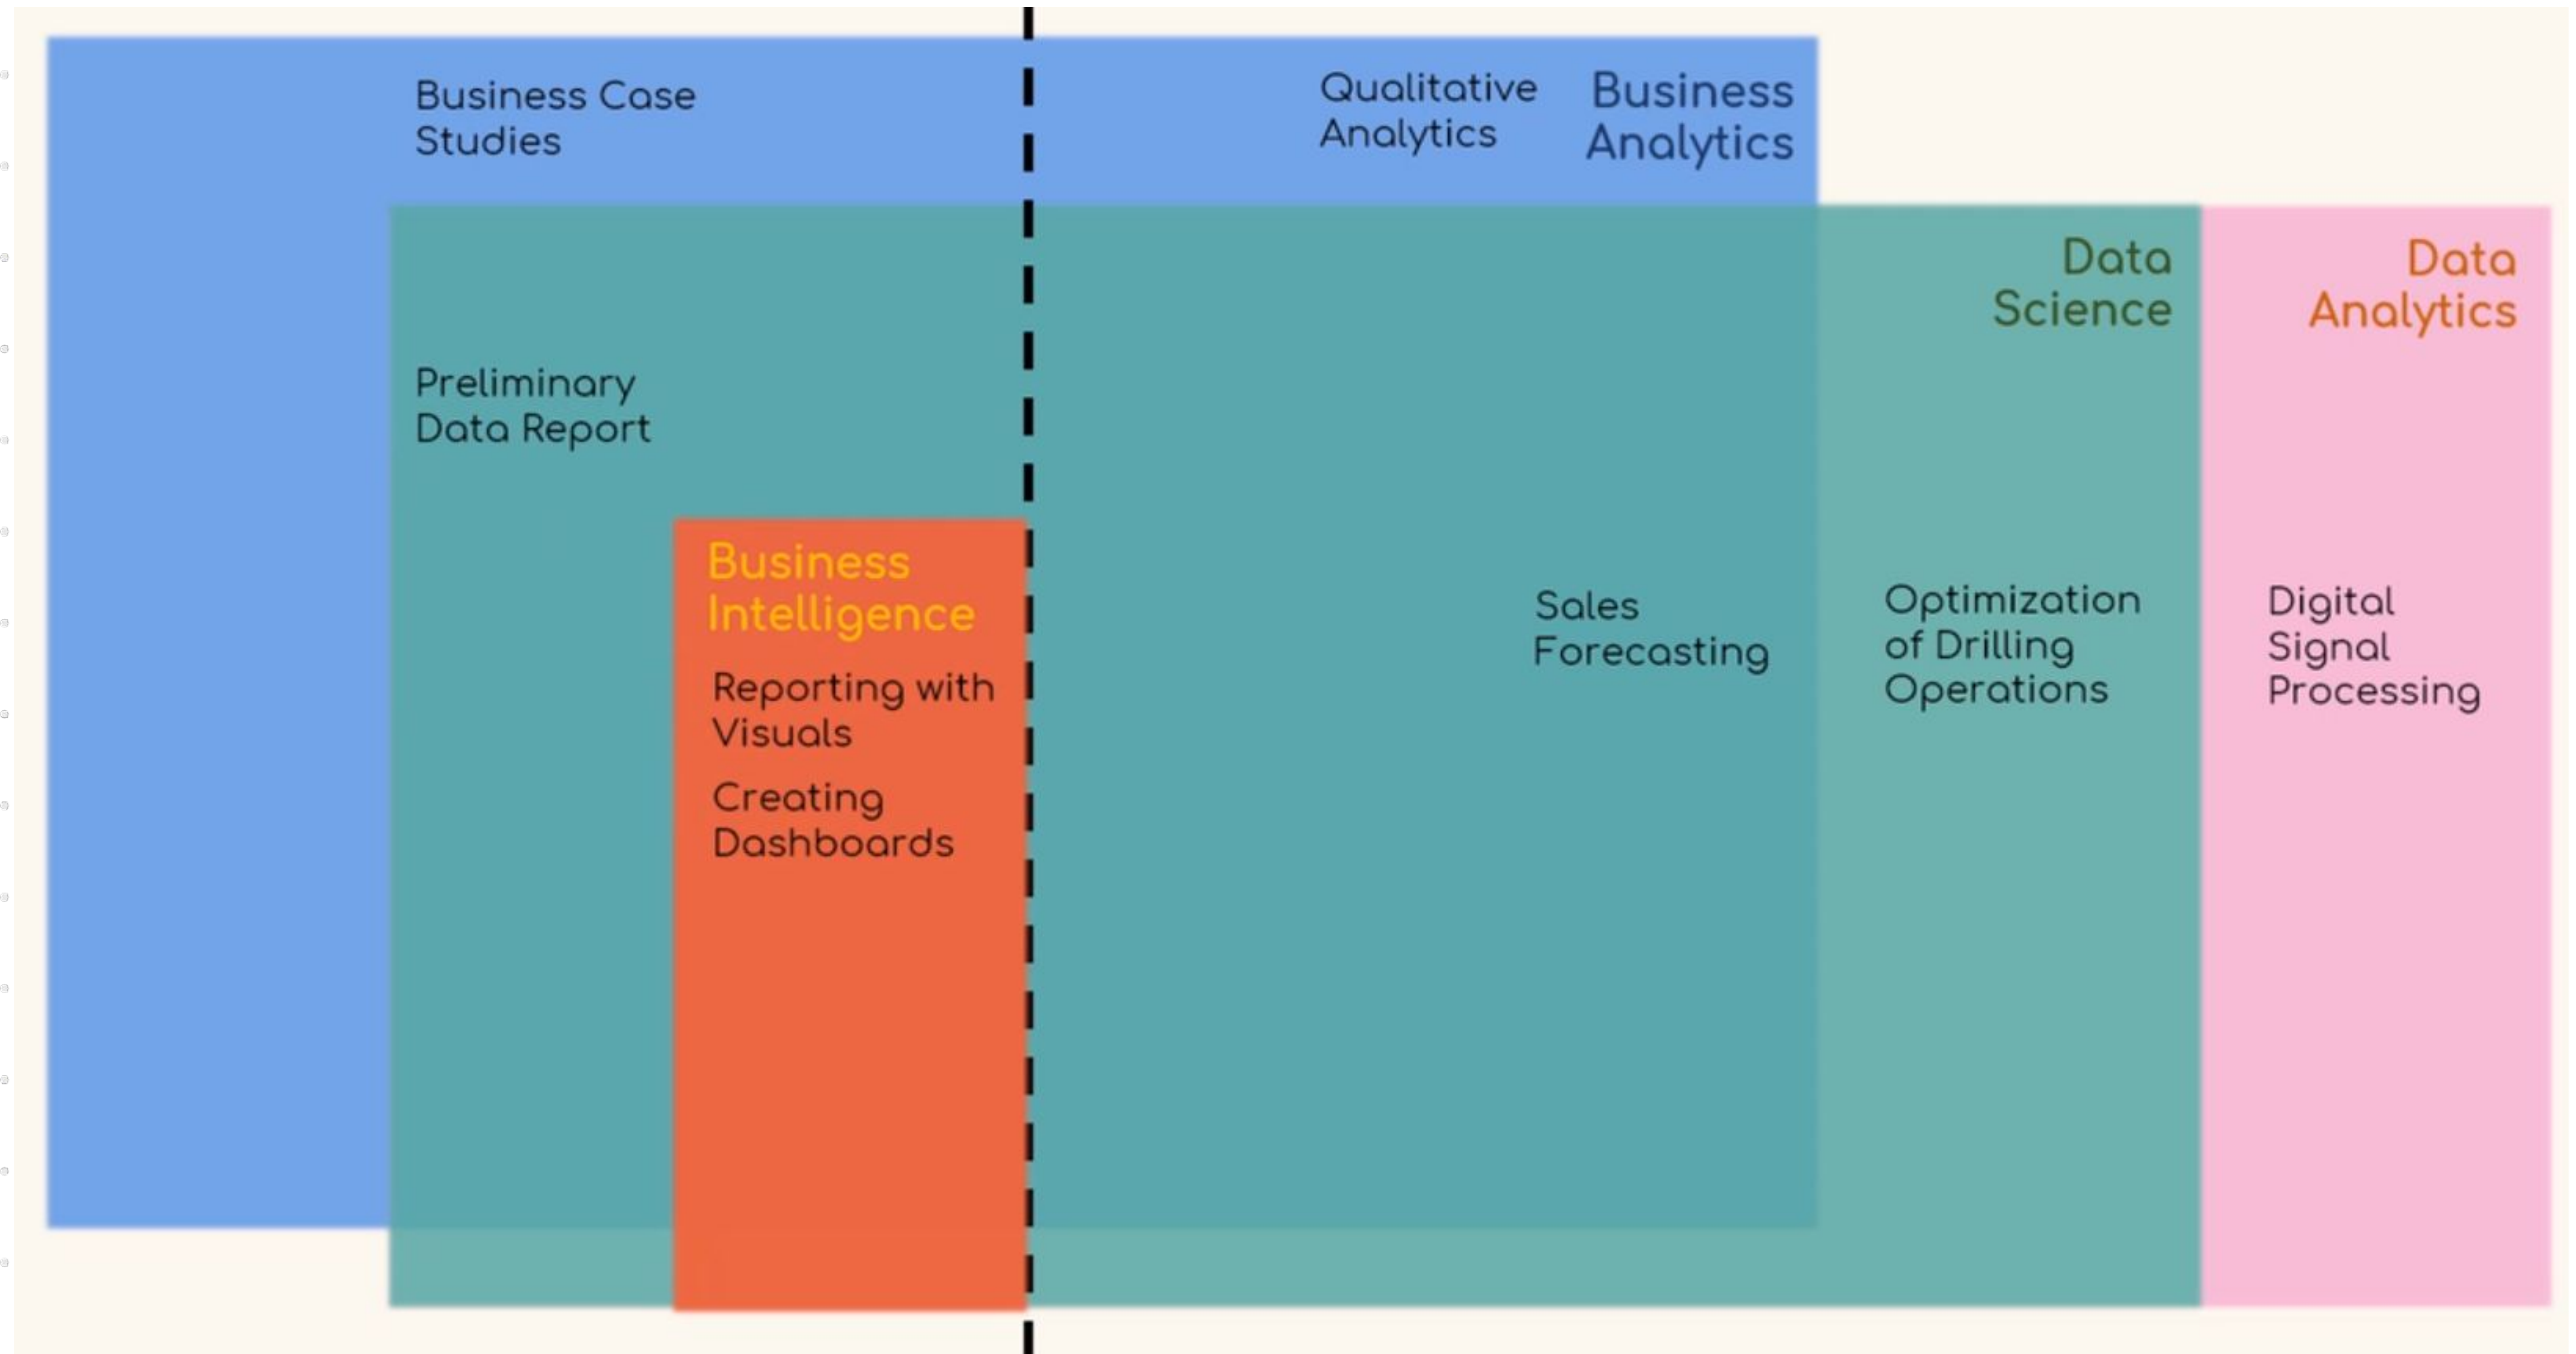 Business Case
Studies
Qualitative
Analytics
Business
Analytics
Data
Science
Data
Analytics
Preliminary
Data Report
Business
Intelligence
Reporting with
Visuals
Creating
Dashboards
Sales
Forecasting
Optimization
of Drilling
Operations
Digital
Signal
Processing